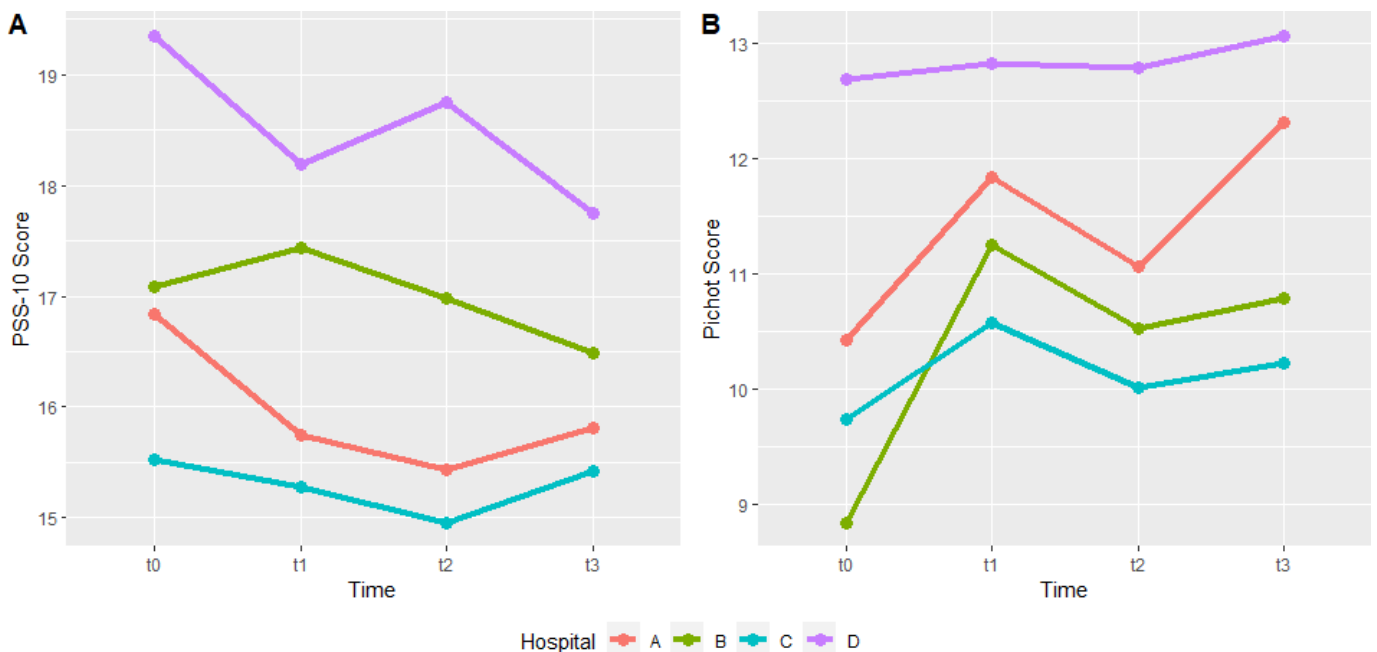 A
PSS-10 Score
19
18
17
16
15
t0 t1 t2 t3
Time
B
Pichot Score
13
12
11
10
9
t0 t1 t2 t3
Time
Hospital A B C D